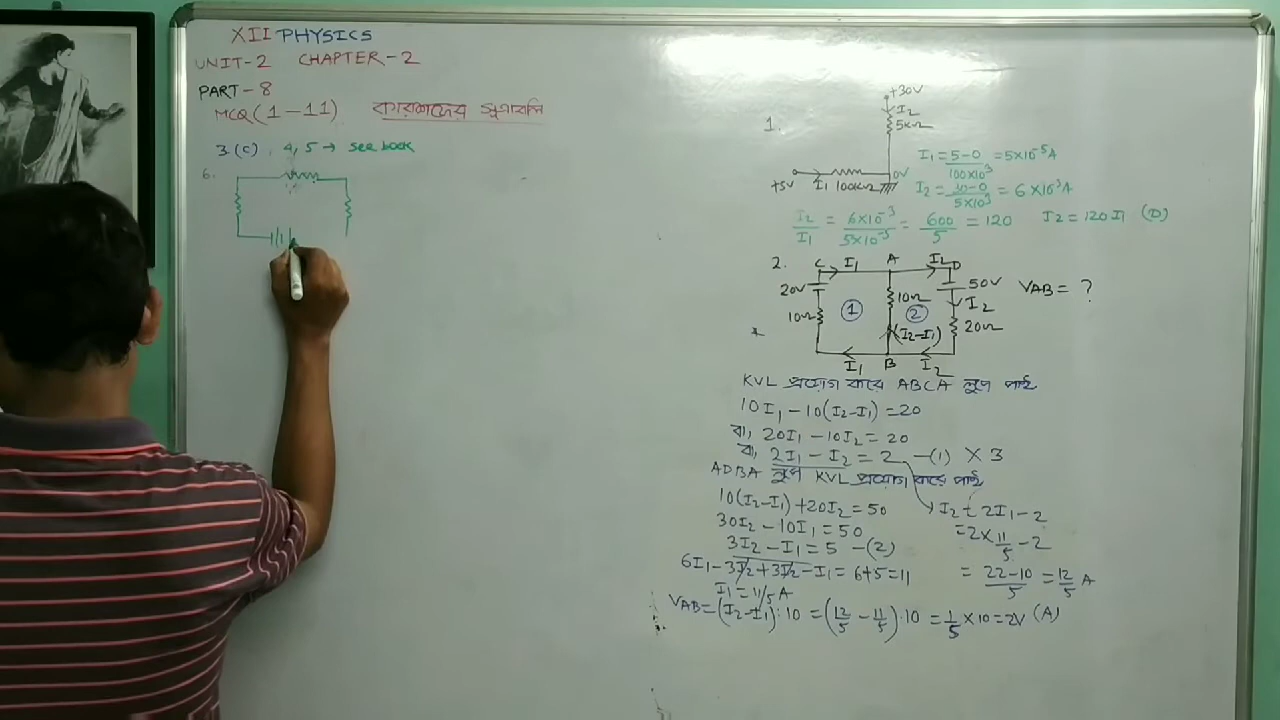 XII PHYSICS
UNIT-2 CHAPTER-2
PART-8
MCQ(1-11)
3.(C), 4,5 → see book
6.
1.
+30V
I2
5KΩ
+5V I1 100KΩ 0V
I1 = 5-0/100×10³ = 5×10⁻⁵A
I2 = 30-0/5×10³ = 6×10⁻³A
I2/I1 = 6×10⁻³/5×10⁻⁵ = 600/5 = 120 I2 = 120 I1 (D)
2.
C I1 A I2 D
20V 10Ω 50V VAB = ?
10Ω 1 2 I2
(I2-I1) 20Ω
I1 B I2
KVL প্রয়োগ করে ABCA লুপে পাই
10I1-10(I2-I1)=20
বা, 20I1-10I2=20
বা, 2I1-I2=2 -(1) × 3
ADBA লুপে KVL প্রয়োগ করে পাই
10(I2-I1)+20I2=50
30I2-10I1=50
3I2-I1=5 -(2)
6I1-3I2+3I2-I1=6+5=11
I1=11/5 A
I2=2I1-2
=2×11/5-2
=22-10/5=12/5 A
VAB=(I2-I1)·10=(12/5-11/5)·10=1/5×10=2V (A)